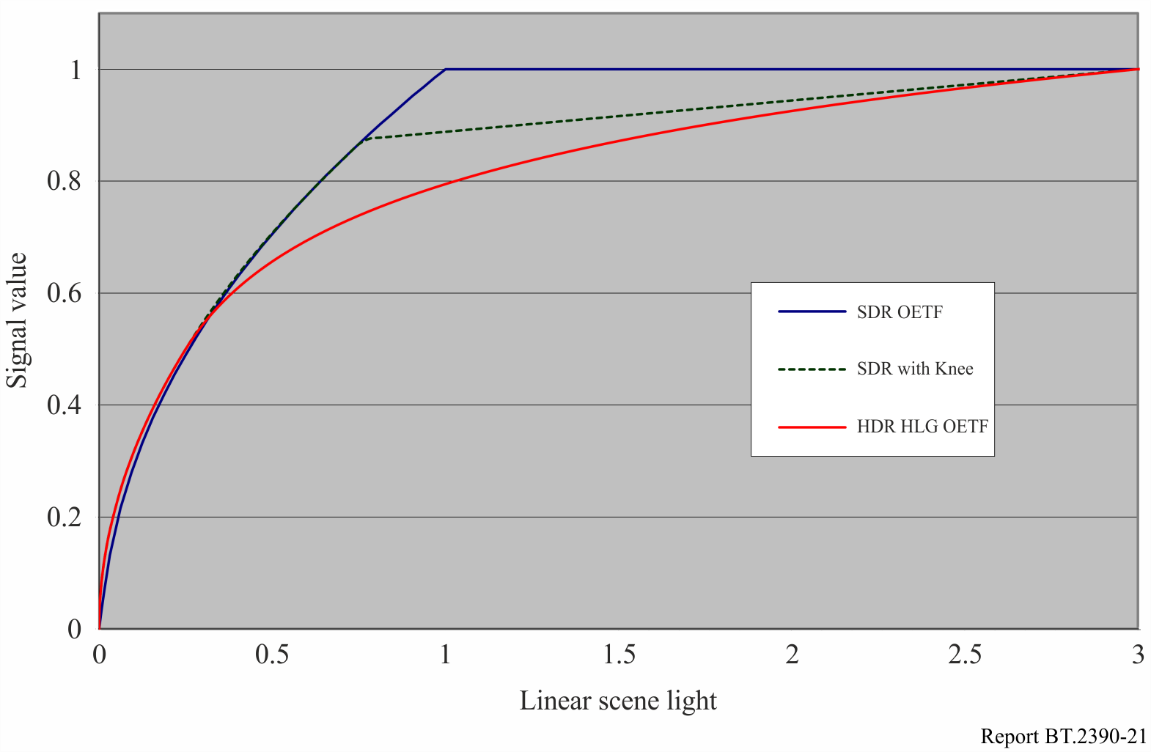 1
0.8
0.6
0.4
0.2
0
Signal value
SDR OETF
SDR with Knee
HDR HLG OETF
0 0.5 1 1.5 2 2.5 3
Linear scene light
Report BT.2390-21